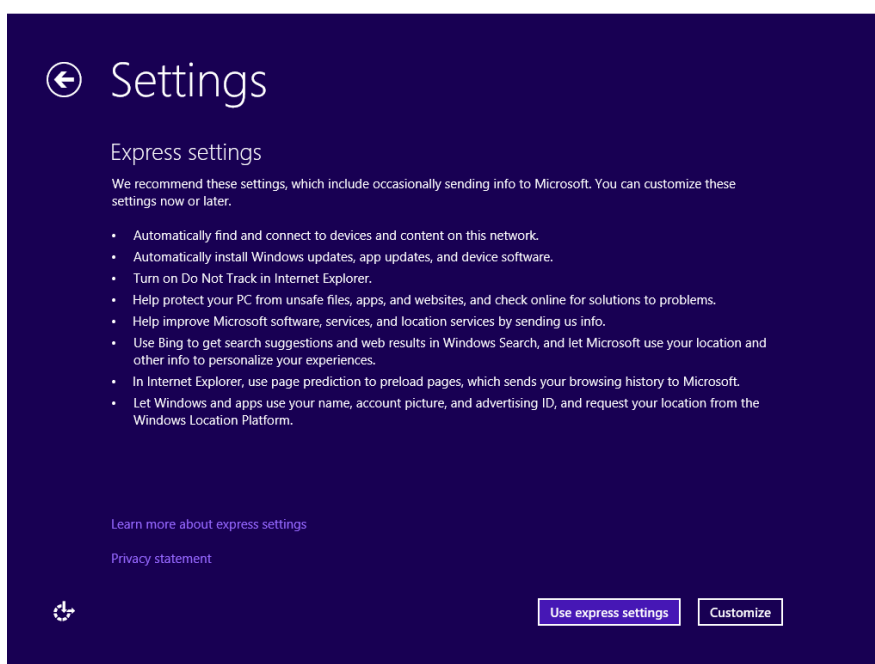 Settings
Express settings
We recommend these settings, which include occasionally sending info to Microsoft. You can customize these
settings now or later.
• Automatically find and connect to devices and content on this network.
• Automatically install Windows updates, app updates, and device software.
• Turn on Do Not Track in Internet Explorer.
• Help protect your PC from unsafe files, apps, and websites, and check online for solutions to problems.
• Help improve Microsoft software, services, and location services by sending us info.
• Use Bing to get search suggestions and web results in Windows Search, and let Microsoft use your location and
other info to personalize your experiences.
• In Internet Explorer, use page prediction to preload pages, which sends your browsing history to Microsoft.
• Let Windows and apps use your name, account picture, and advertising ID, and request your location from the
Windows Location Platform.
Learn more about express settings
Privacy statement
Use express settings
Customize